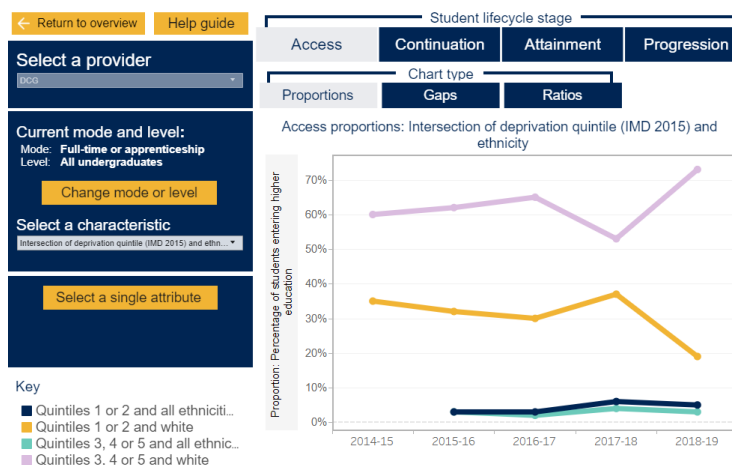 Return to overview
Help guide
Student lifecycle stage
Access
Continuation
Attainment
Progression
Select a provider
DCG
Chart type
Proportions
Gaps
Ratios
Current mode and level:
Mode: Full-time or apprenticeship
Level: All undergraduates
Change mode or level
Select a characteristic
Intersection of deprivation quintile (IMD 2015) and ethn...
Select a single attribute
Key
Quintiles 1 or 2 and all ethniciti...
Quintiles 1 or 2 and white
Quintiles 3, 4 or 5 and all ethnic...
Quintiles 3, 4 or 5 and white
Access proportions: Intersection of deprivation quintile (IMD 2015) and
ethnicity
Proportion: Percentage of students entering higher
education
70%
60%
50%
40%
30%
20%
10%
0%
2014-15
2015-16
2016-17
2017-18
2018-19